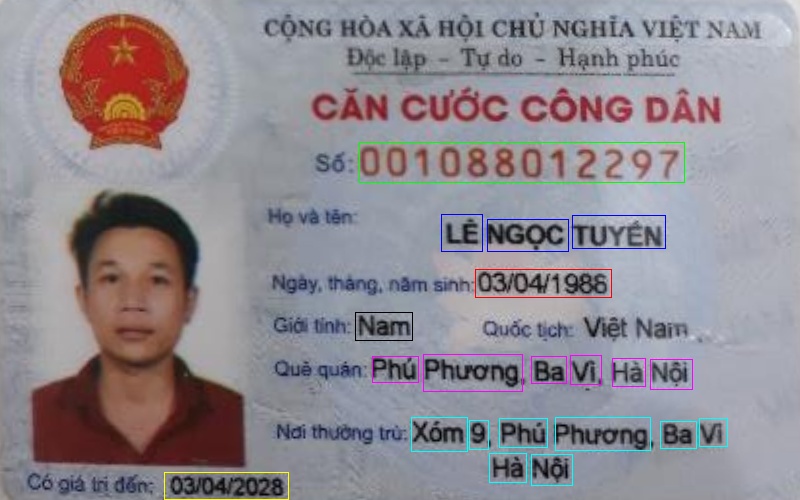 CỘNG HÒA XÃ HỘI CHỦ NGHĨA VIỆT NAM
Độc lập - Tự do - Hạnh phúc
CĂN CƯỚC CÔNG DÂN
Số: 001088012297
Họ và tên: LÊ NGỌC TUYỀN
Ngày, tháng, năm sinh: 03/04/1986
Giới tính: Nam Quốc tịch: Việt Nam
Quê quán: Phú Phương, Ba Vì, Hà Nội
Nơi thường trú: Xóm 9, Phú Phương, Ba Vì
Hà Nội
Có giá trị đến: 03/04/2028